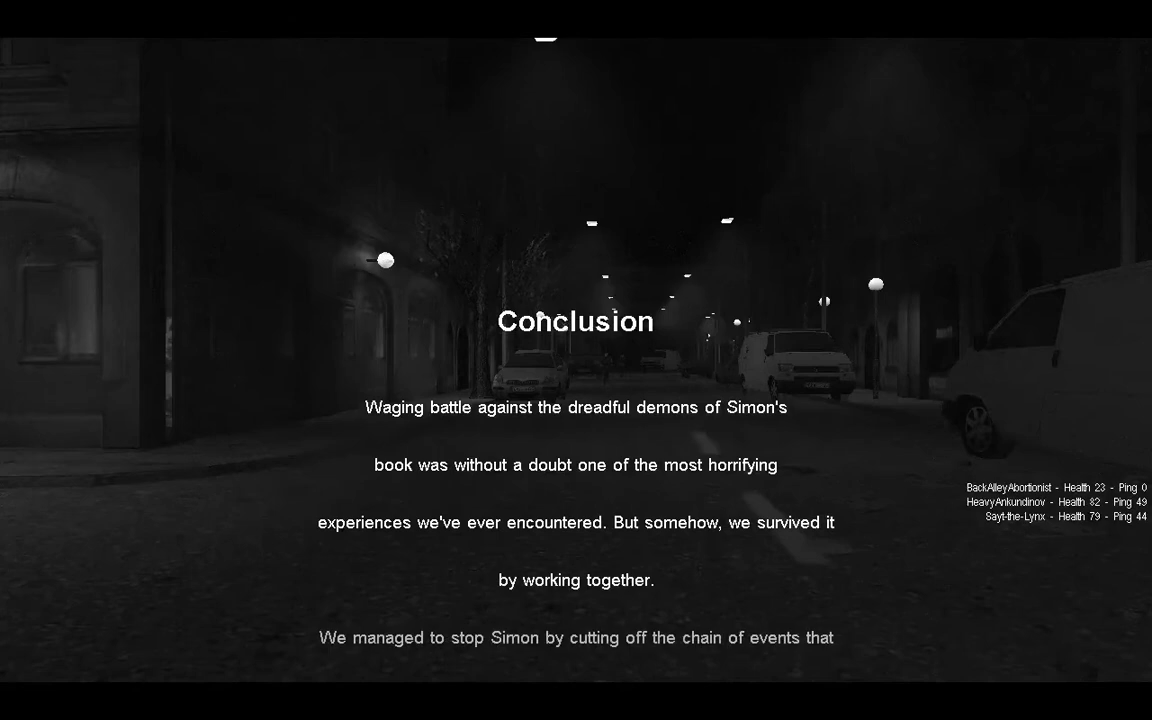 Conclusion
Waging battle against the dreadful demons of Simon's
book was without a doubt one of the most horrifying
experiences we've ever encountered. But somehow, we survived it
by working together.
We managed to stop Simon by cutting off the chain of events that
BackAlleyAbortionist - Health 23 - Ping 0
HeavyAnkundinov - Health 82 - Ping 49
Sayt-the-Lynx - Health 79 - Ping 44